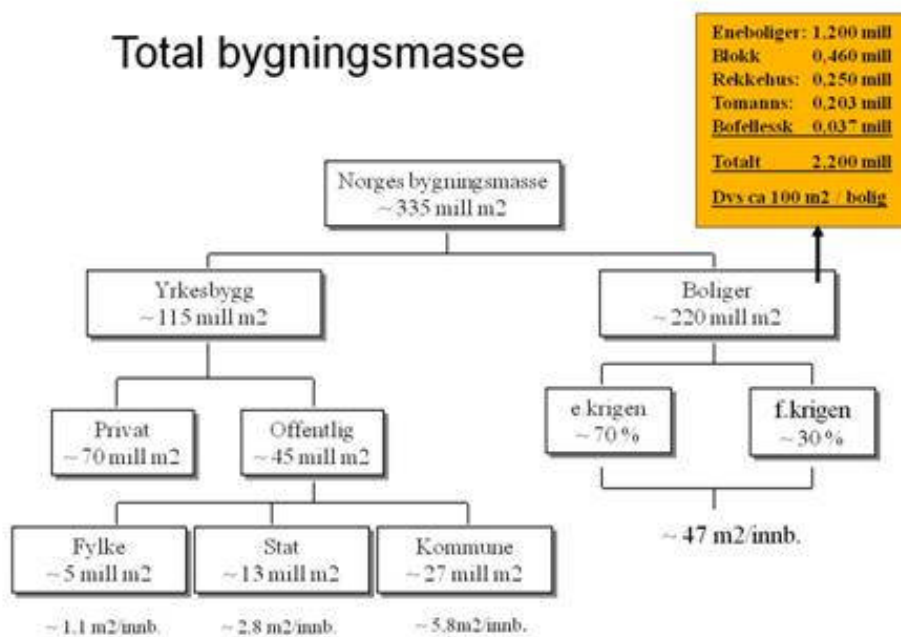 Total bygningsmasse
Eneboliger: 1,200 mill
Blokk 0,460 mill
Rekkehus: 0,250 mill
Tomanns: 0,203 mill
Bofellessk 0,037 mill
Totalt 2,200 mill
Dvs ca 100 m2 / bolig
Norges bygningsmasse
~335 mill m2
Yrkesbygg
~115 mill m2
Boliger
~220 mill m2
Privat
~70 mill m2
Offentlig
~45 mill m2
e.krigen
~70 %
f.krigen
~30 %
Fylke
~5 mill m2
Stat
~13 mill m2
Kommune
~27 mill m2
~47 m2/innb.
~1.1 m2/innb.
~2.8 m2/innb.
~5.8m2/innb.